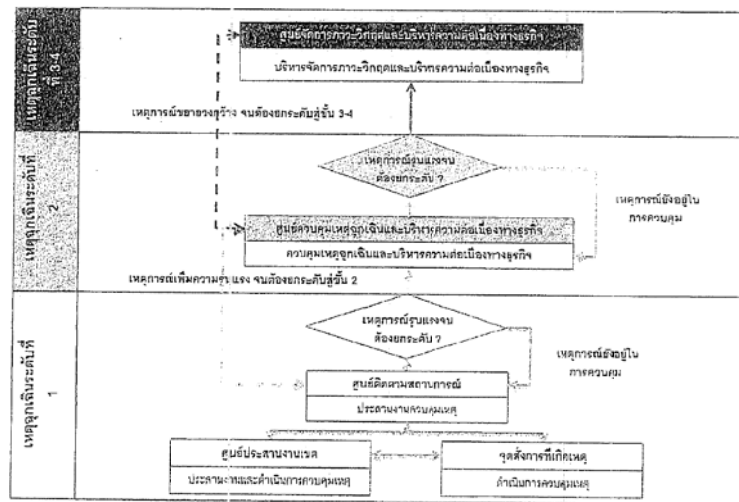 เหตุฉุกเฉินระดับ
ที่ 3-4
ศูนย์จัดการภาวะวิกฤตและบริหารความต่อเนื่องทางธุรกิจ
บริหารจัดการภาวะวิกฤตและบริหารความต่อเนื่องทางธุรกิจ
เหตุการณ์ขยายวงกว้าง จนต้องยกระดับสู่ขั้น 3-4
เหตุฉุกเฉินระดับที่
2
เหตุการณ์รุนแรงจน
ต้องยกระดับ ?
เหตุการณ์ยังอยู่ใน
การควบคุม
ศูนย์ควบคุมเหตุฉุกเฉินและบริหารความต่อเนื่องทางธุรกิจ
ควบคุมเหตุฉุกเฉินและบริหารความต่อเนื่องทางธุรกิจ
เหตุการณ์เพิ่มความรุนแรง จนต้องยกระดับสู่ขั้น 2
เหตุฉุกเฉินระดับที่
1
เหตุการณ์รุนแรงจน
ต้องยกระดับ ?
เหตุการณ์ยังอยู่ใน
การควบคุม
ศูนย์ติดตามสถานการณ์
ประสานงานควบคุมเหตุ
ศูนย์ประสานงานเขต
ประสานงานและดำเนินการควบคุมเหตุ
จุดสั่งการที่เกิดเหตุ
ดำเนินการควบคุมเหตุ